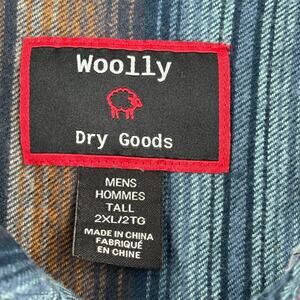 Woolly
Dry Goods
MENS
HOMMES
TALL
2XL/2TG
MADE IN CHINA
FABRIQUÉ
EN CHINE